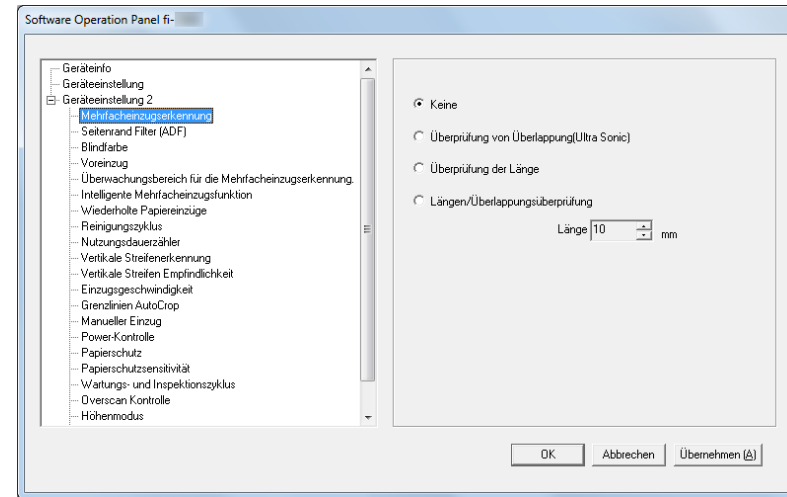 Software Operation Panel fi-
Geräteinfo
Geräteeinstellung
Geräteeinstellung 2
Mehrfacheinzugserkennung
Seitenrand Filter (ADF)
Blindfarbe
Voreinzug
Überwachungsbereich für die Mehrfacheinzugserkennung.
Intelligente Mehrfacheinzugsfunktion
Wiederholte Papiereinzüge
Reinigungszyklus
Nutzungsdauerzähler
Vertikale Streifenerkennung
Vertikale Streifen Empfindlichkeit
Einzugsgeschwindigkeit
Grenzlinien AutoCrop
Manueller Einzug
Power-Kontrolle
Papierschutz
Papierschutzsensitivität
Wartungs- und Inspektionszyklus
Overscan Kontrolle
Höhenmodus
Keine
Überprüfung von Überlappung(Ultra Sonic)
Überprüfung der Länge
Längen/Überlappungsüberprüfung
Länge 10 mm
OK Abbrechen Übernehmen (A)